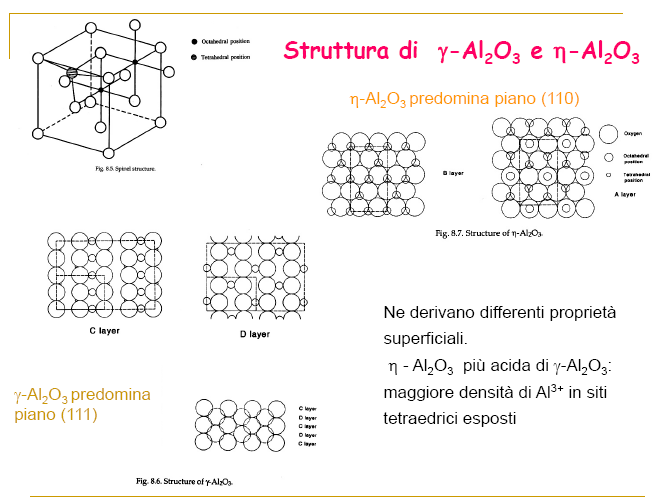 Struttura di γ-Al₂O₃ e η-Al₂O₃
Octahedral position
Tetrahedral position
Fig. 8.5. Spinel structure.
η-Al₂O₃ predomina piano (110)
B layer
Oxygen
Octahedral
position
Tetrahedral
position
A layer
Fig. 8.7. Structure of η-Al₂O₃.
C layer
D layer
Ne derivano differenti proprietà
superficiali.
η - Al₂O₃ più acida di γ-Al₂O₃:
maggiore densità di Al³⁺ in siti
tetraedrici esposti
γ-Al₂O₃ predomina
piano (111)
C layer
D layer
C layer
D layer
C layer
Fig. 8.6. Structure of γ-Al₂O₃.